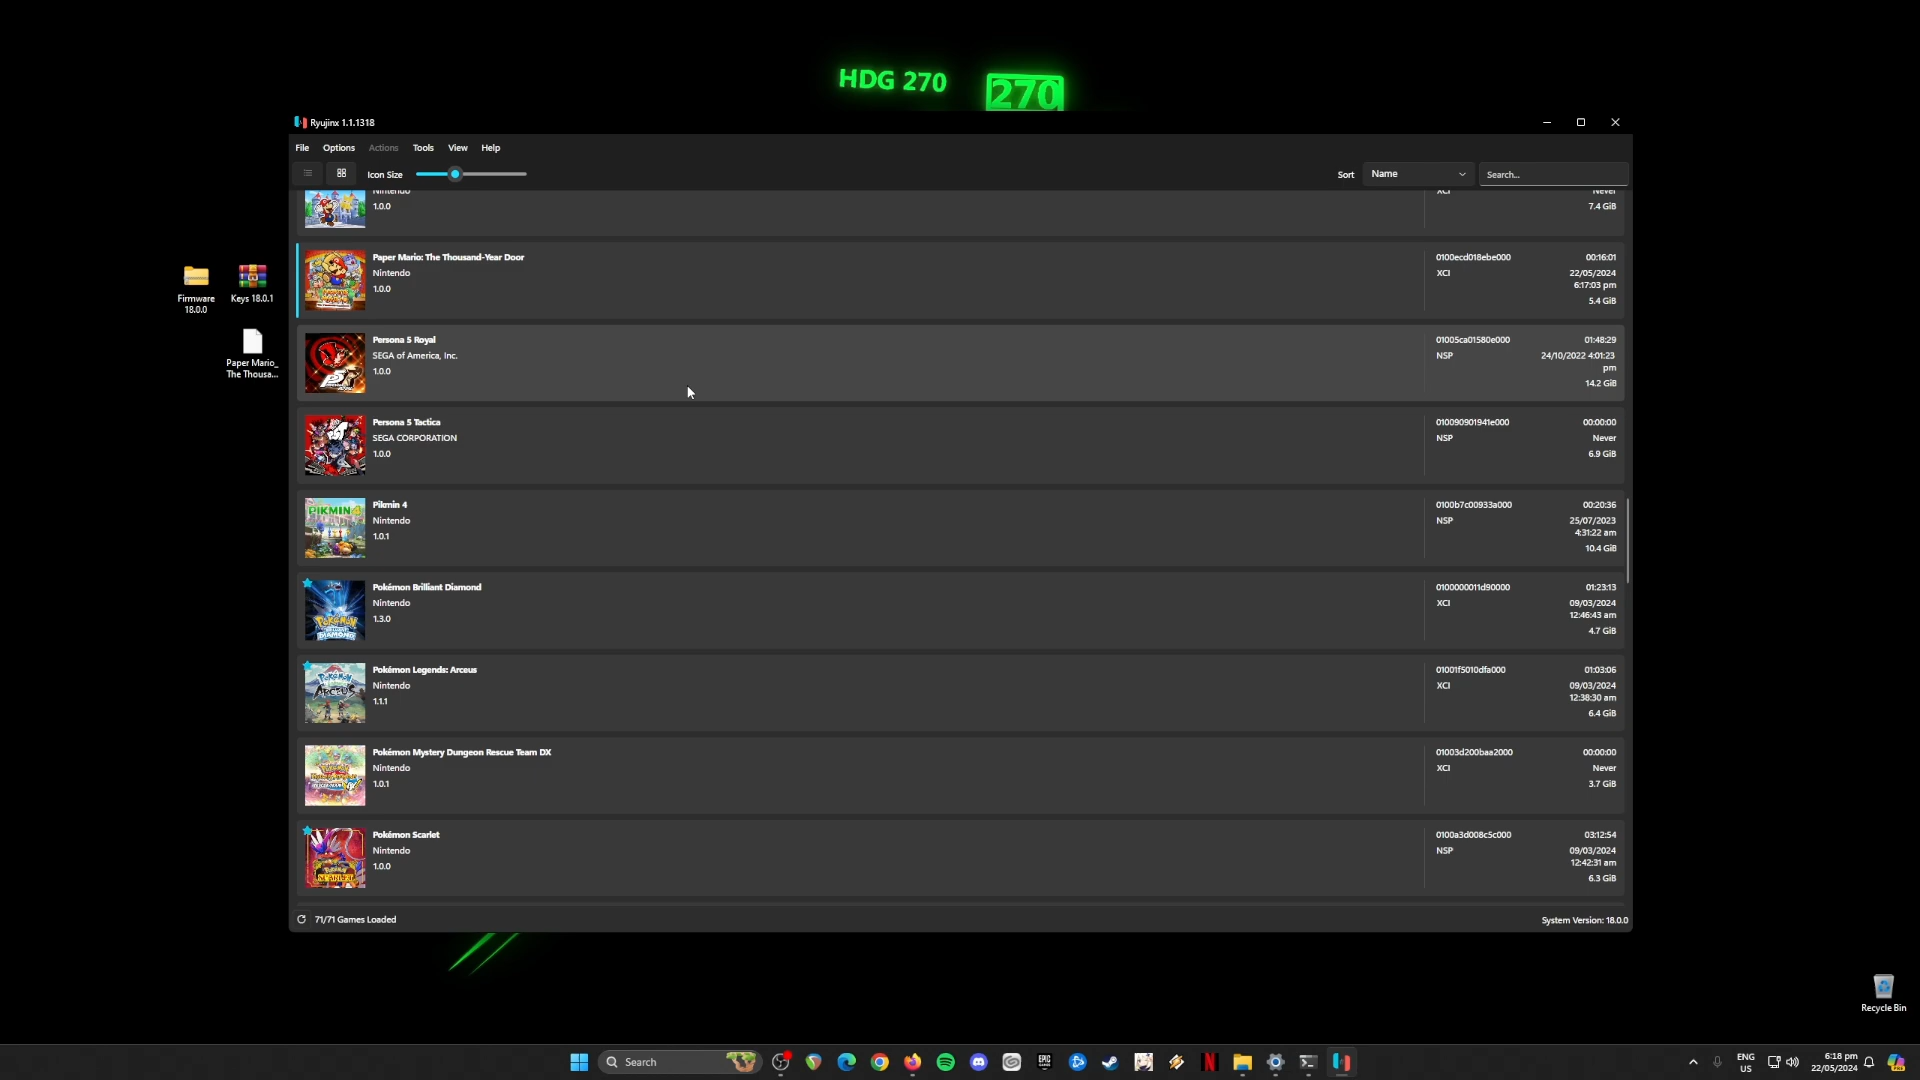 HDG 270
270
Ryujinx 1.1.1318
File Options Actions Tools View Help
Icon Size
Sort Name Search...
Nintendo XCI Never
1.0.0 7.4 GiB
Paper Mario: The Thousand-Year Door 0100ecd018ebe000 00:16:01
Nintendo XCI 22/05/2024
6:17:03 pm
1.0.0
5.4 GiB
Firmware
18.0.0
Keys 18.0.1
Paper Mario_
The Thousa...
Persona 5 Royal 01005ca01580e000 01:48:29
SEGA of America, Inc. NSP 24/10/2022 4:01:23
pm
1.0.0
14.2 GiB
Persona 5 Tactica 010090901941e000 00:00:00
SEGA CORPORATION NSP Never
1.0.0 6.9 GiB
PIKMIN 4
Pikmin 4 0100b7c00933a000 00:20:36
Nintendo NSP 25/07/2023
4:31:22 am
1.0.1
10.4 GiB
Pokémon Brilliant Diamond 0100000011d90000 01:23:13
Nintendo XCI 09/03/2024
12:46:43 am
1.3.0
4.7 GiB
Pokémon Legends: Arceus 01001f5010dfa000 01:03:06
Nintendo XCI 09/03/2024
12:38:30 am
1.1.1
6.4 GiB
Pokémon Mystery Dungeon Rescue Team DX 01003d200baa2000 00:00:00
Nintendo XCI Never
1.0.1 3.7 GiB
Pokémon Scarlet 0100a3d008c5c000 03:12:54
Nintendo NSP 09/03/2024
12:42:31 am
1.0.0
6.3 GiB
71/71 Games Loaded System Version: 18.0.0
Recycle Bin
Search
ENG
US
6:18 pm
22/05/2024